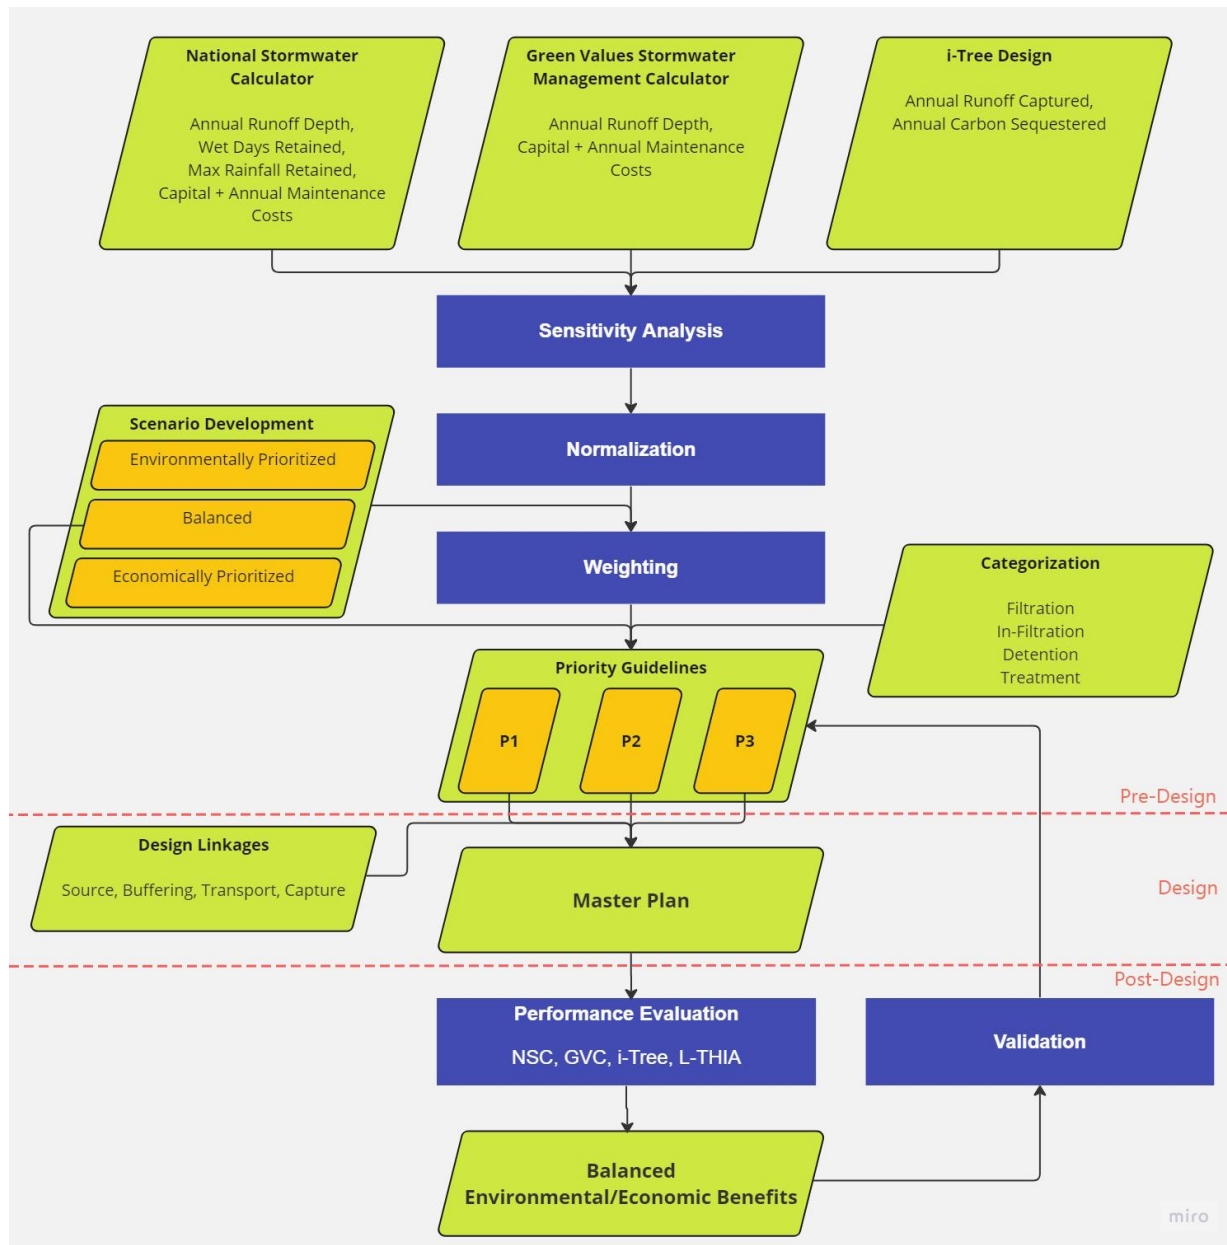 National Stormwater
Calculator
Annual Runoff Depth,
Wet Days Retained,
Max Rainfall Retained,
Capital + Annual Maintenance
Costs
Green Values Stormwater
Management Calculator
Annual Runoff Depth,
Capital + Annual Maintenance
Costs
i-Tree Design
Annual Runoff Captured,
Annual Carbon Sequestered
Sensitivity Analysis
Normalization
Scenario Development
Environmentally Prioritized
Balanced
Economically Prioritized
Weighting
Categorization
Filtration
In-Filtration
Detention
Treatment
Priority Guidelines
P1
P2
P3
Pre-Design
Design Linkages
Source, Buffering, Transport, Capture
Master Plan
Design
Post-Design
Performance Evaluation
NSC, GVC, i-Tree, L-THIA
Validation
Balanced
Environmental/Economic Benefits
miro